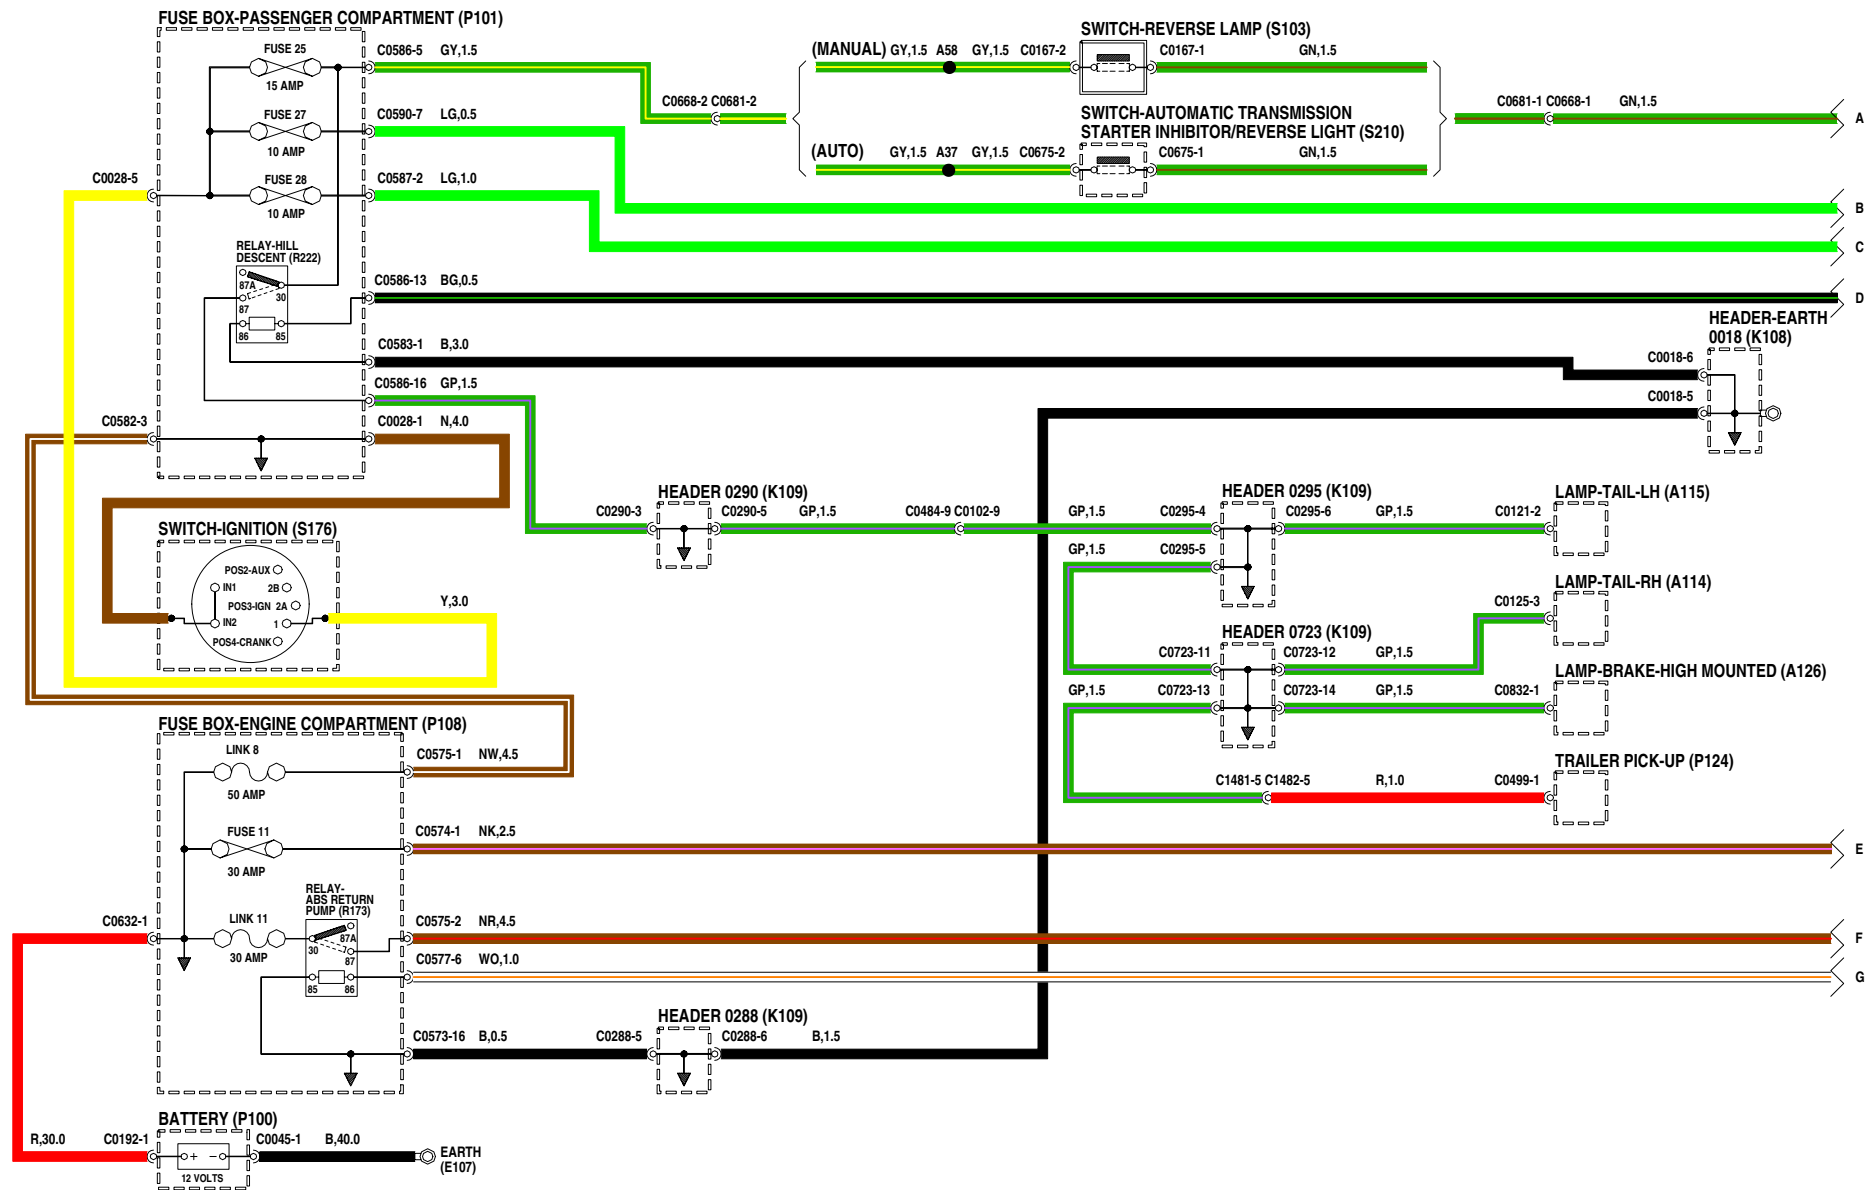 FUSE BOX-PASSENGER COMPARTMENT (P101)
FUSE 25
15 AMP
C0586-5 GY,1.5
FUSE 27
10 AMP
C0590-7 LG,0.5
C0028-5
FUSE 28
10 AMP
C0587-2 LG,1.0
C0668-2 C0681-2
(MANUAL) GY,1.5 A58 GY,1.5 C0167-2
SWITCH-REVERSE LAMP (S103)
C0167-1 GN,1.5
SWITCH-AUTOMATIC TRANSMISSION
STARTER INHIBITOR/REVERSE LIGHT (S210)
(AUTO) GY,1.5 A37 GY,1.5 C0675-2
C0675-1 GN,1.5
C0681-1 C0668-1 GN,1.5
A
B
C
RELAY-HILL
DESCENT (R222)
87A
30
87
86 85
C0586-13 BG,0.5
D
C0583-1 B,3.0
HEADER-EARTH
0018 (K108)
C0018-6
C0018-5
C0586-16 GP,1.5
C0582-3
C0028-1 N,4.0
HEADER 0290 (K109)
C0290-3 C0290-5 GP,1.5 C0484-9 C0102-9 GP,1.5
HEADER 0295 (K109)
C0295-4 C0295-6 GP,1.5 C0121-2
LAMP-TAIL-LH (A115)
GP,1.5 C0295-5
SWITCH-IGNITION (S176)
POS2-AUX
IN1 2B
POS3-IGN 2A
IN2 1
POS4-CRANK
Y,3.0
LAMP-TAIL-RH (A114)
C0125-3
HEADER 0723 (K109)
C0723-11 C0723-12 GP,1.5
LAMP-BRAKE-HIGH MOUNTED (A126)
GP,1.5 C0723-13 C0723-14 GP,1.5 C0832-1
TRAILER PICK-UP (P124)
C1481-5 C1482-5 R,1.0 C0499-1
FUSE BOX-ENGINE COMPARTMENT (P108)
LINK 8
50 AMP
C0575-1 NW,4.5
FUSE 11
30 AMP
C0574-1 NK,2.5
E
RELAY-
ABS RETURN
PUMP (R173)
C0632-1
LINK 11
30 AMP
87A
30
87
85 86
C0575-2 NR,4.5
F
C0577-6 WO,1.0
G
C0573-16 B,0.5
HEADER 0288 (K109)
C0288-5 C0288-6 B,1.5
BATTERY (P100)
R,30.0 C0192-1
+ −
12 VOLTS
C0045-1 B,40.0
EARTH
(E107)